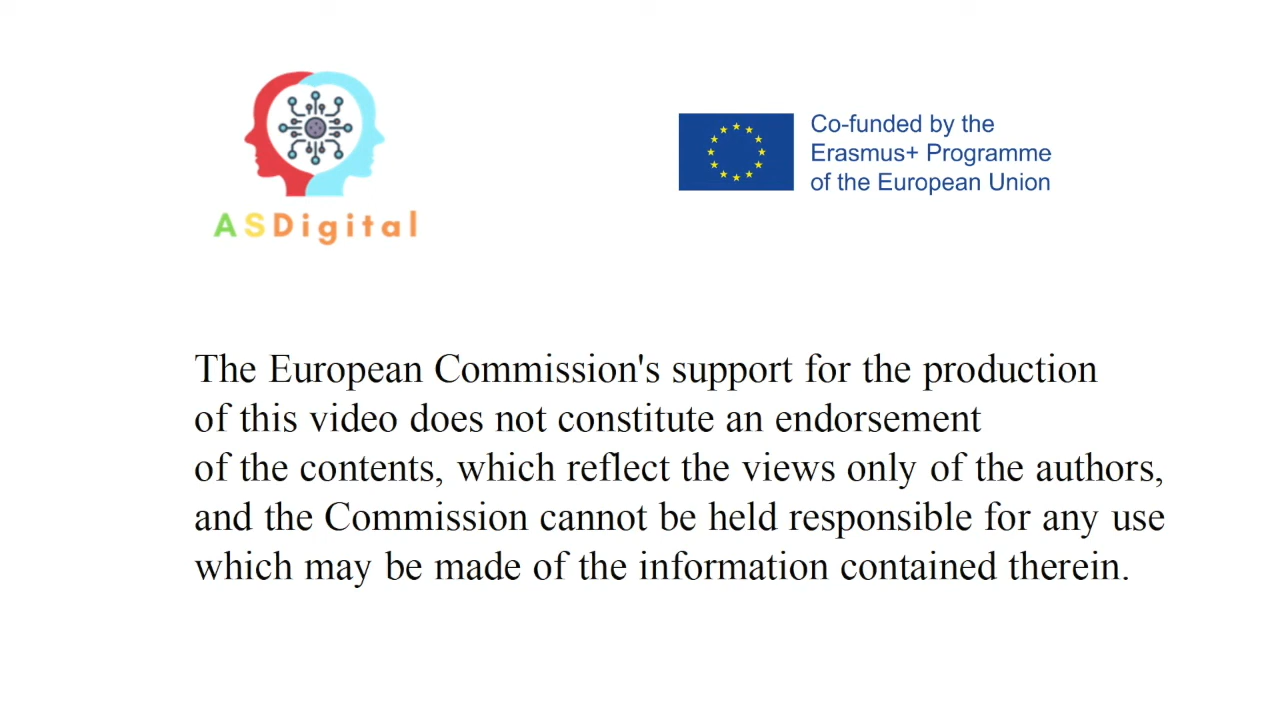 ASDigital
Co-funded by the
Erasmus+ Programme
of the European Union
The European Commission's support for the production
of this video does not constitute an endorsement
of the contents, which reflect the views only of the authors,
and the Commission cannot be held responsible for any use
which may be made of the information contained therein.